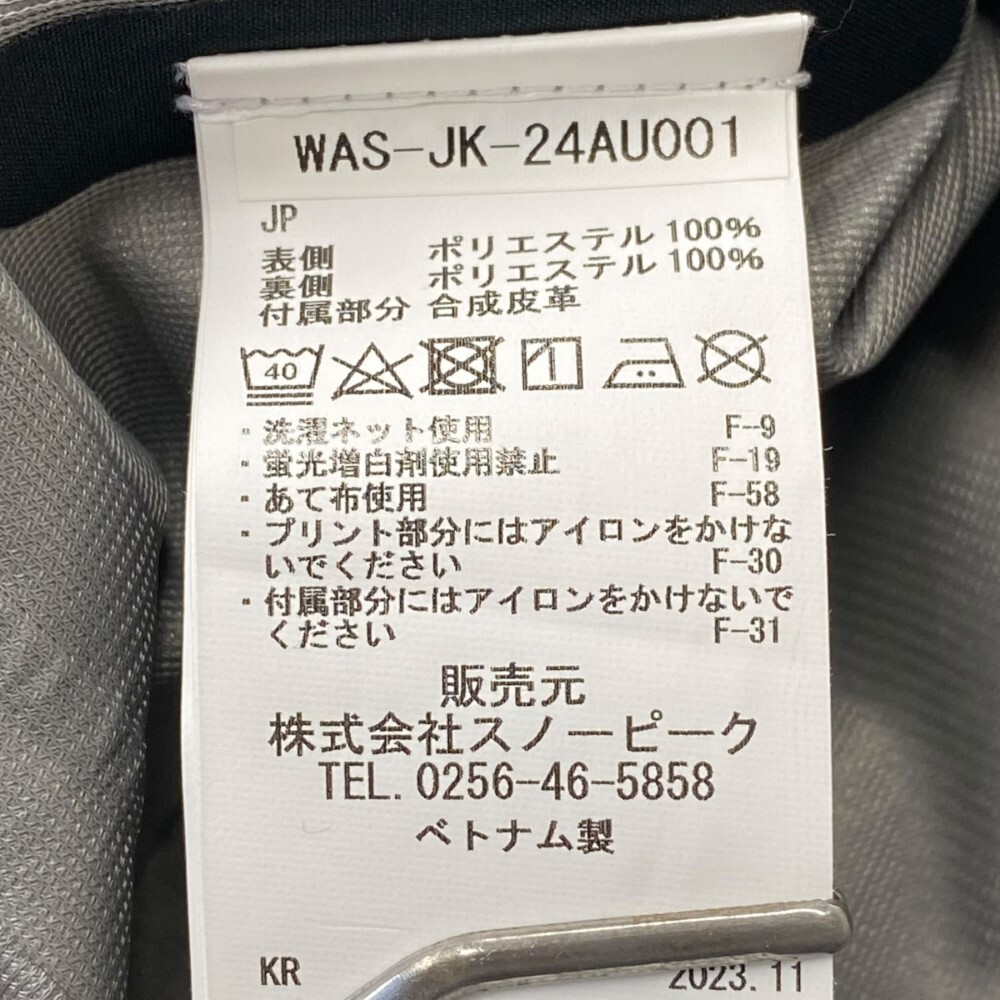 WAS-JK-24AU001
JP
表側 ポリエステル 100%
裏側 ポリエステル 100%
付属部分 合成皮革
40
・洗濯ネット使用 F-9
・蛍光増白剤使用禁止 F-19
・あて布使用 F-58
・プリント部分にはアイロンをかけな
いでください F-30
・付属部分にはアイロンをかけないで
ください F-31
販売元
株式会社スノーピーク
TEL. 0256-46-5858
ベトナム製
KR 2023.11